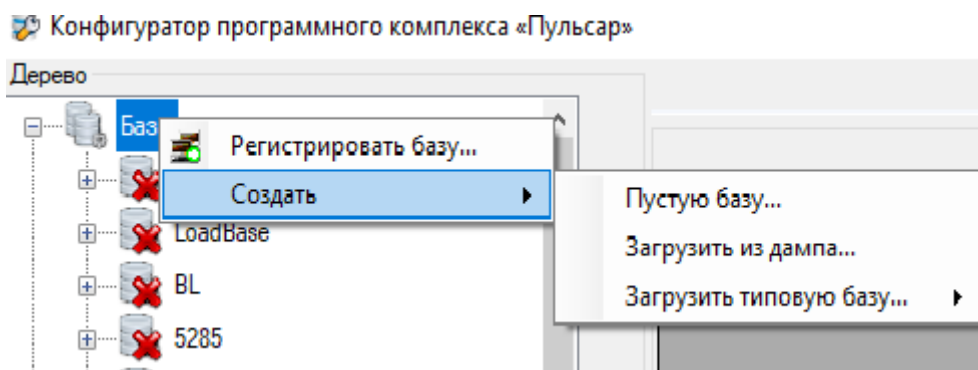 Конфигуратор программного комплекса «Пульсар»
Дерево
Баз
Регистрировать базу...
Создать
Пустую базу...
LoadBase
Загрузить из дампа...
BL
Загрузить типовую базу...
5285